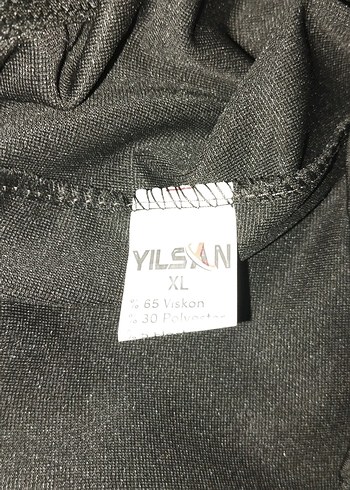 YILSAN
XL
% 65 Viskon
% 30 Polyester